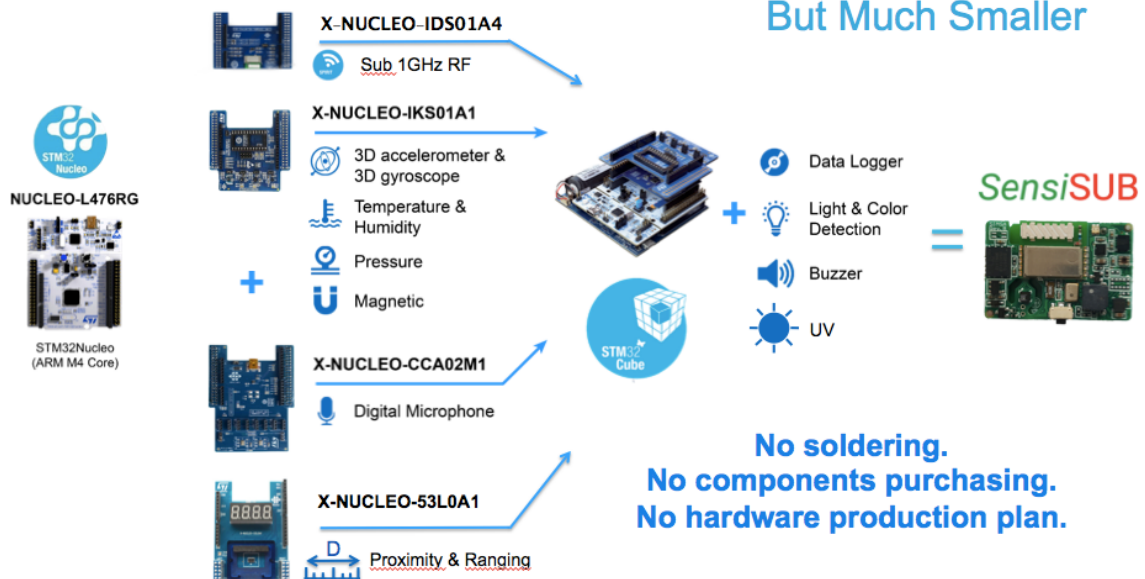 But Much Smaller
X-NUCLEO-IDS01A4
Sub 1GHz RF
X-NUCLEO-IKS01A1
3D accelerometer &
3D gyroscope
Temperature &
Humidity
Pressure
Magnetic
STM32
Nucleo
NUCLEO-L476RG
STM32Nucleo
(ARM M4 Core)
+
X-NUCLEO-CCA02M1
Digital Microphone
X-NUCLEO-53L0A1
D
Proximity & Ranging
STM32
Cube
+
Data Logger
Light & Color
Detection
Buzzer
UV
=
SensiSUB
No soldering.
No components purchasing.
No hardware production plan.